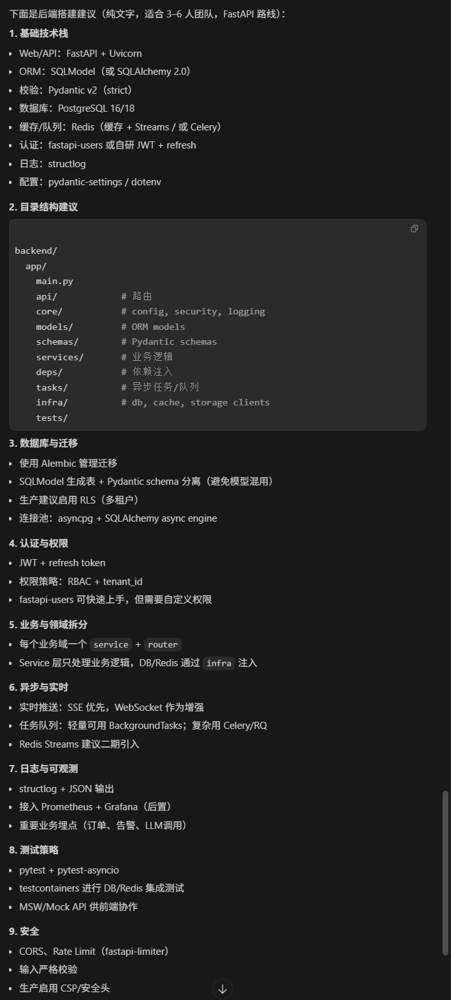 下面是后端搭建建议（纯文字，适合 3–6 人团队，FastAPI 路线）：
1. 基础技术栈
• Web/API：FastAPI + Uvicorn
• ORM：SQLModel（或 SQLAlchemy 2.0）
• 校验：Pydantic v2（strict）
• 数据库：PostgreSQL 16/18
• 缓存/队列：Redis（缓存 + Streams / 或 Celery）
• 认证：fastapi-users 或自研 JWT + refresh
• 日志：structlog
• 配置：pydantic-settings / dotenv
2. 目录结构建议
backend/
  app/
    main.py
    api/            # 路由
    core/           # config, security, logging
    models/         # ORM models
    schemas/        # Pydantic schemas
    services/       # 业务逻辑
    deps/           # 依赖注入
    tasks/          # 异步任务/队列
    infra/          # db, cache, storage clients
    tests/
3. 数据库与迁移
• 使用 Alembic 管理迁移
• SQLModel 生成表 + Pydantic schema 分离（避免模型混用）
• 生产建议启用 RLS（多租户）
• 连接池：asyncpg + SQLAlchemy async engine
4. 认证与权限
• JWT + refresh token
• 权限策略：RBAC + tenant_id
• fastapi-users 可快速上手，但需要自定义权限
5. 业务与领域拆分
• 每个业务域一个 service + router
• Service 层只处理业务逻辑，DB/Redis 通过 infra 注入
6. 异步与实时
• 实时推送：SSE 优先，WebSocket 作为增强
• 任务队列：轻量可用 BackgroundTasks；复杂用 Celery/RQ
• Redis Streams 建议二期引入
7. 日志与可观测
• structlog + JSON 输出
• 接入 Prometheus + Grafana（后置）
• 重要业务埋点（订单、告警、LLM调用）
8. 测试策略
• pytest + pytest-asyncio
• testcontainers 进行 DB/Redis 集成测试
• MSW/Mock API 供前端协作
9. 安全
• CORS、Rate Limit（fastapi-limiter）
• 输入严格校验
• 生产启用 CSP/安全头